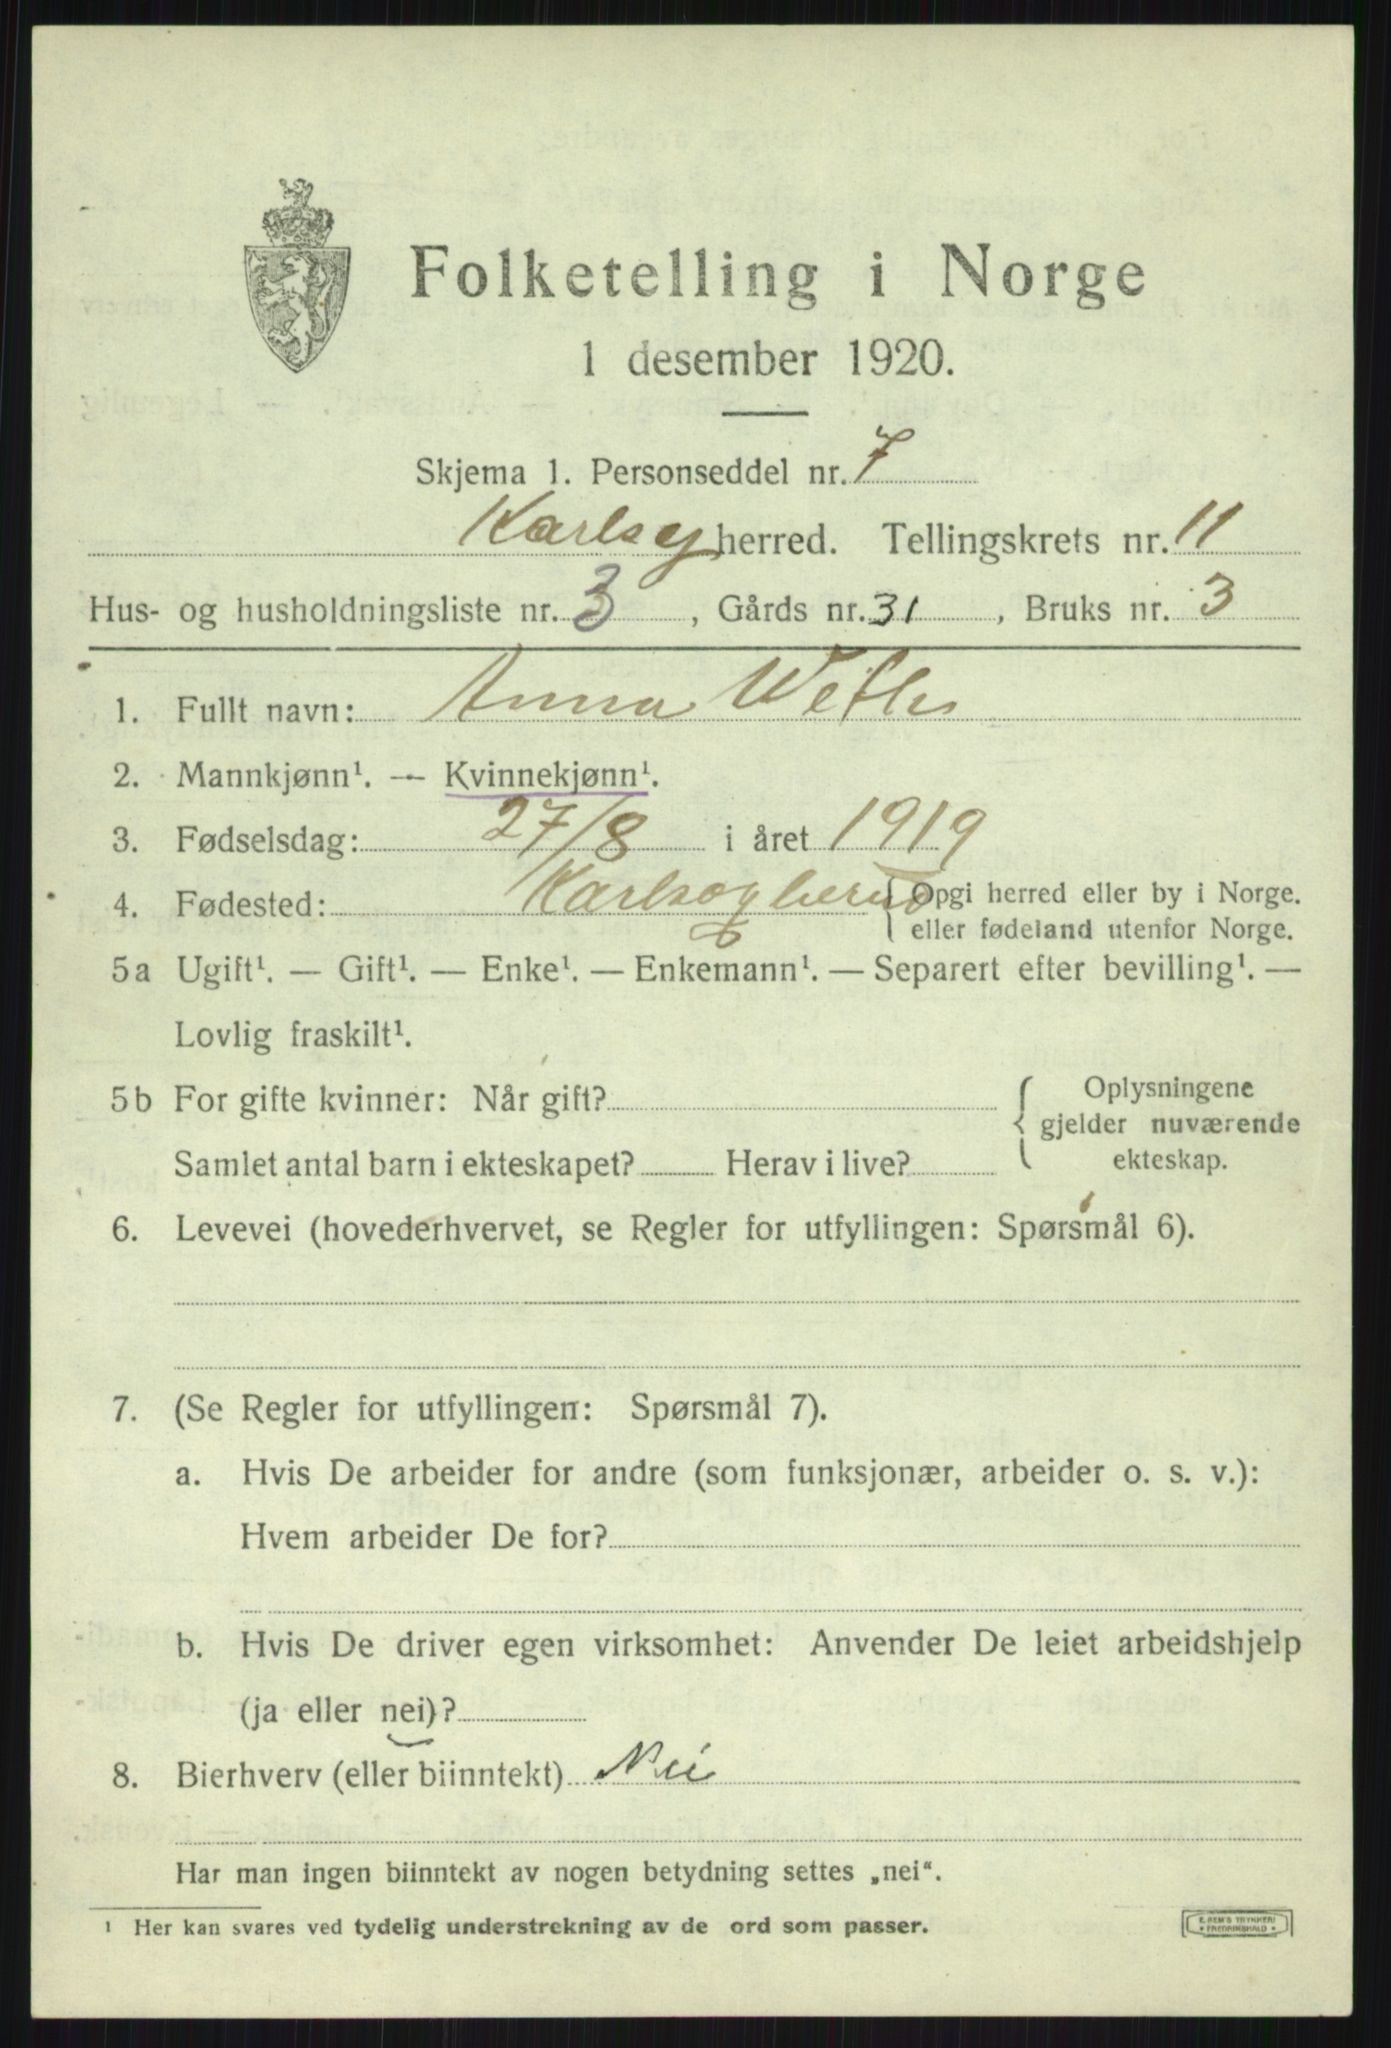 Folketelling i Norge
1 desember 1920.
Skjema 1. Personseddel nr. 7
Karlsøy herred. Tellingskrets nr. 11
Hus- og husholdningsliste nr. 3, Gårds nr. 31, Bruks nr. 3
1. Fullt navn: Anna
2. Mannkjønn¹. — Kvinnekjønn¹.
3. Fødselsdag: 27/8 i året 1919
4. Fødested: Karlsøy herred { Opgi herred eller by i Norge.
eller fødeland utenfor Norge.
5a Ugift¹. — Gift¹. — Enke¹. — Enkemann¹. — Separert efter bevilling¹. —
Lovlig fraskilt¹.
5b For gifte kvinner: Når gift? { Oplysningene
gjelder nuværende
ekteskap.
Samlet antal barn i ekteskapet? Herav i live?
6. Levevei (hovederhvervet, se Regler for utfyllingen: Spørsmål 6).
7. (Se Regler for utfyllingen: Spørsmål 7).
a. Hvis De arbeider for andre (som funksjonær, arbeider o. s. v.):
Hvem arbeider De for?
b. Hvis De driver egen virksomhet: Anvender De leiet arbeidshjelp
(ja eller nei)?
8. Bierhverv (eller biinntekt) Nei
Har man ingen biinntekt av nogen betydning settes „nei“.
¹ Her kan svares ved tydelig understrekning av de ord som passer.
E. SEM'S TRYKKERI
FREDRIKSHALD